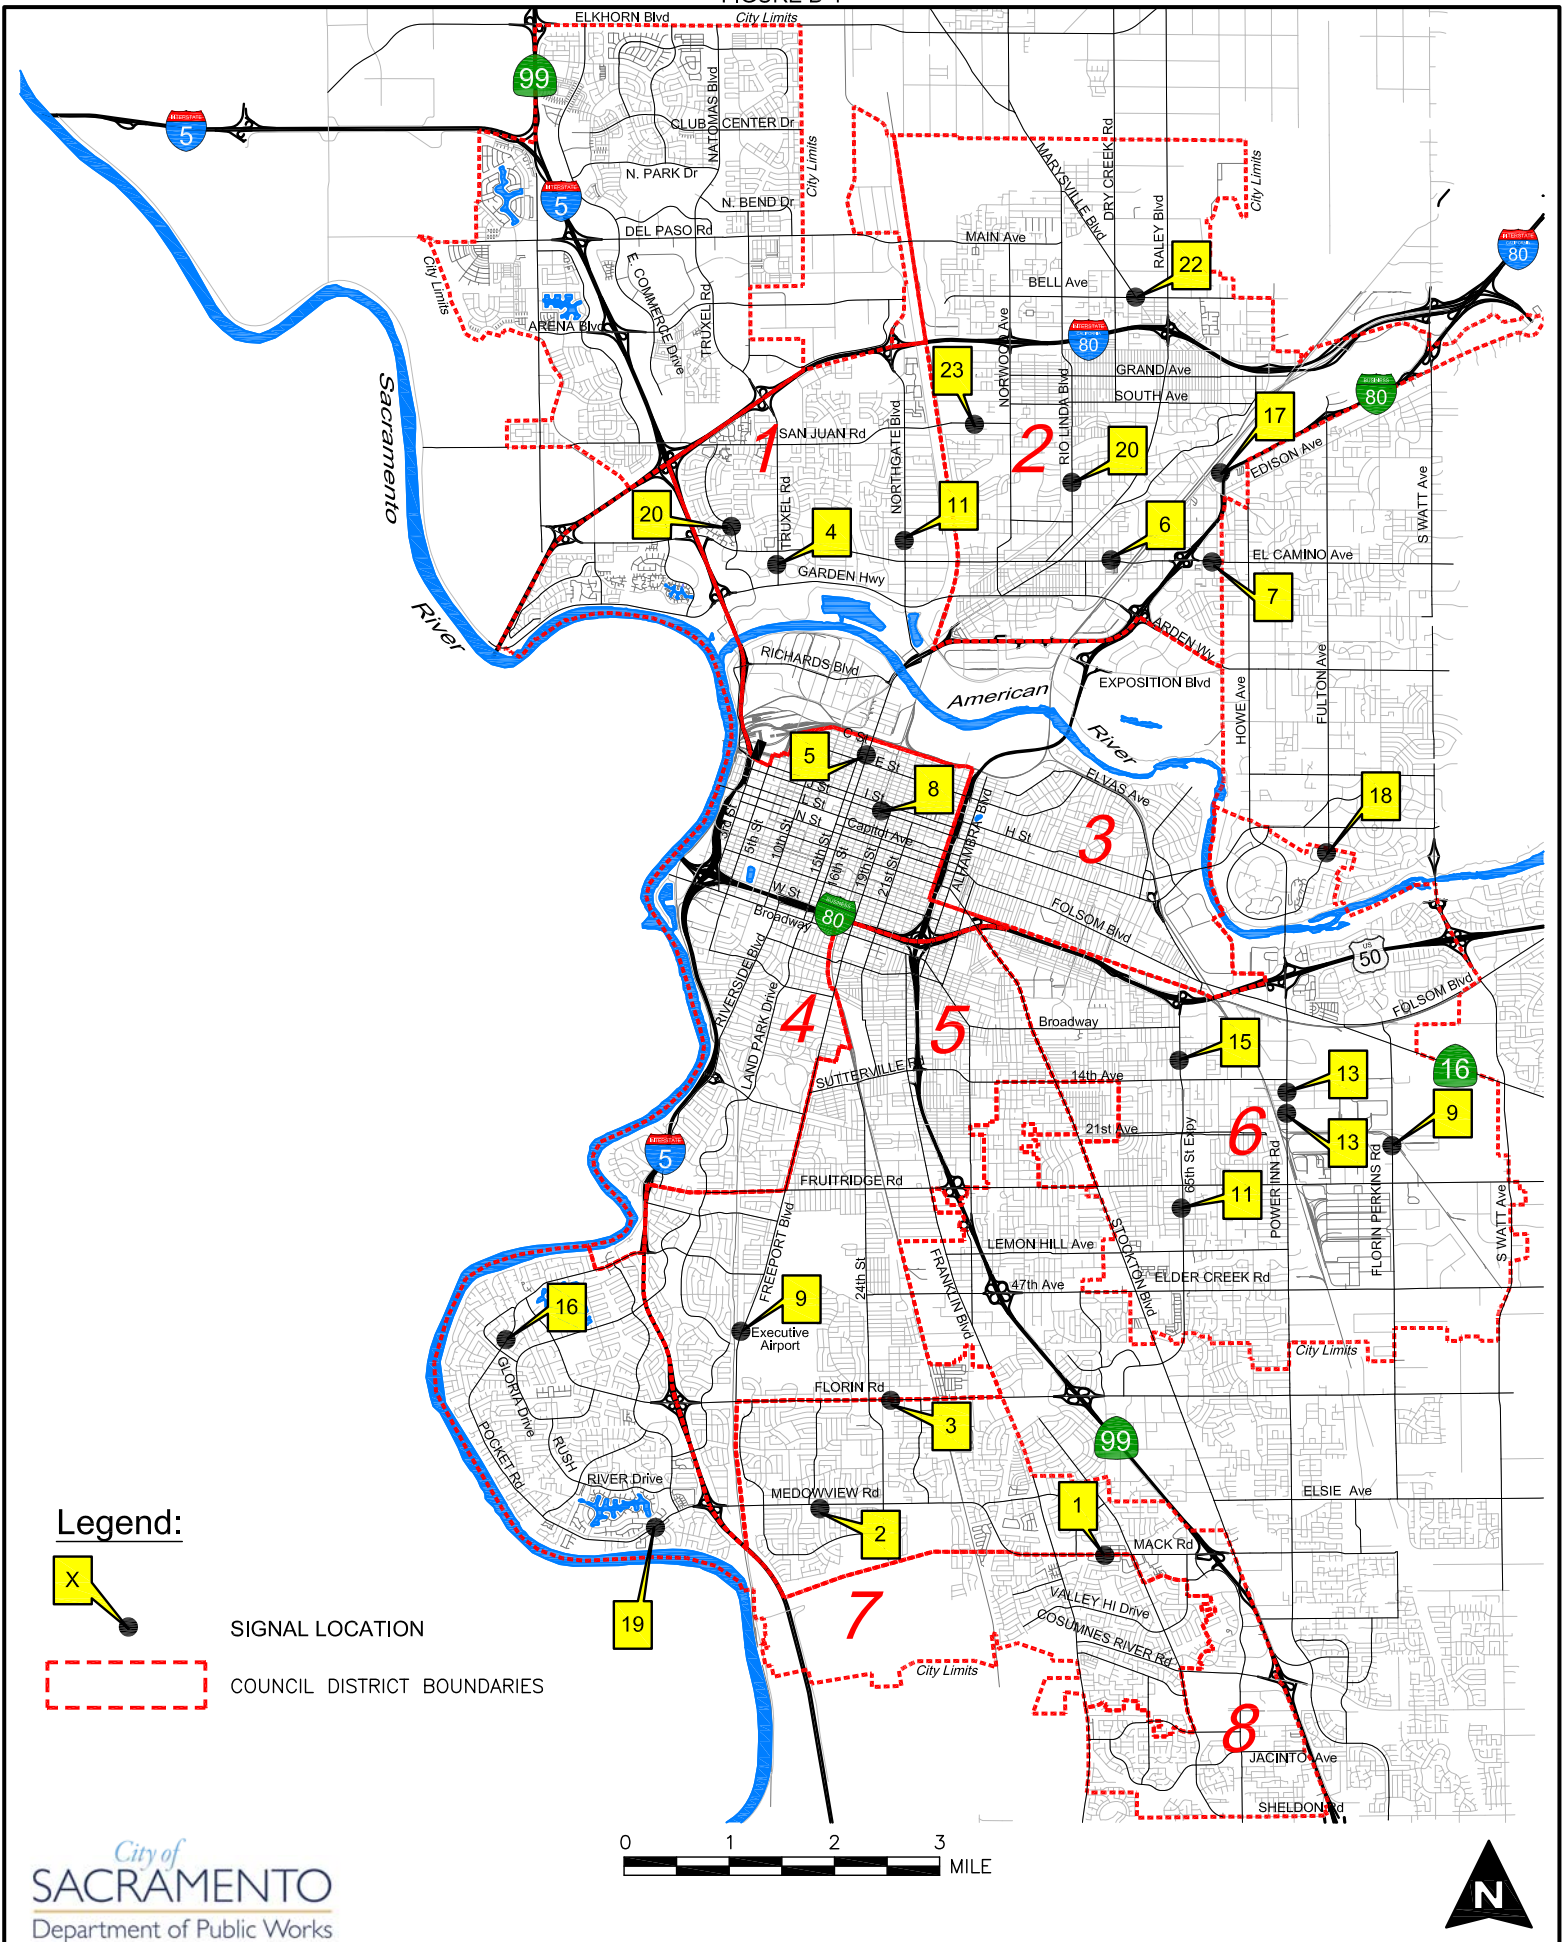 ELKHORN Blvd
City Limits
99
NATOMAS Blvd
INTERSTATE
5
CLUB CENTER Dr
City Limits
MARYSVILLE Blvd
DRY CREEK Rd
RALEY Blvd
City Limits
N. PARK Dr
INTERSTATE
5
N. BEND Dr
DEL PASO Rd
MAIN Ave
INTERSTATE
CALIFORNIA
80
City Limits
E. COMMERCE Drive
TRUXEL Rd
22
BELL Ave
ARENA Blvd
NORWOOD Ave
INTERSTATE
CALIFORNIA
80
23
GRAND Ave
SOUTH Ave
BUSINESS
80
17
Sacramento
River
1
SAN JUAN Rd
NORTHGATE Blvd
2
RIO LINDA Blvd
20
EDISON Ave
S WATT Ave
20
TRUXEL Rd
4
11
6
EL CAMINO Ave
GARDEN Hwy
7
ARDEN Wy
RICHARDS Blvd
American
River
EXPOSITION Blvd
HOWE Ave
FULTON Ave
5
C St
E St
8
I St
J St
L St
N St
Capitol Ave
3rd St
5th St
10th St
15th St
16th St
19th St
21st St
ALHAMBRA Blvd
ELVAS Ave
H St
3
18
W St
Broadway
BUSINESS
80
FOLSOM Blvd
US
50
FOLSOM Blvd
RIVERSIDE Blvd
LAND PARK Drive
4
5
Broadway
SUTTERVILLE Rd
14th Ave
15
13
16
9
21st Ave
6
13
INTERSTATE
5
65th St Expy
POWER INN Rd
FLORIN PERKINS Rd
S WATT Ave
FRUITRIDGE Rd
11
FREEPORT Blvd
24th St
FRANKLIN Blvd
LEMON HILL Ave
STOCKTON Blvd
47th Ave
ELDER CREEK Rd
16
9
Executive
Airport
City Limits
GLORIA Drive
FLORIN Rd
3
99
POCKET Rd
RUSH
RIVER Drive
MEDOWVIEW Rd
2
1
ELSIE Ave
MACK Rd
Legend:
X
SIGNAL LOCATION
19
7
VALLEY HI Drive
COSUMNES RIVER Rd
City Limits
COUNCIL DISTRICT BOUNDARIES
8
JACINTO Ave
SHELDON Rd
0 1 2 3
MILE
City of
SACRAMENTO
Department of Public Works
N